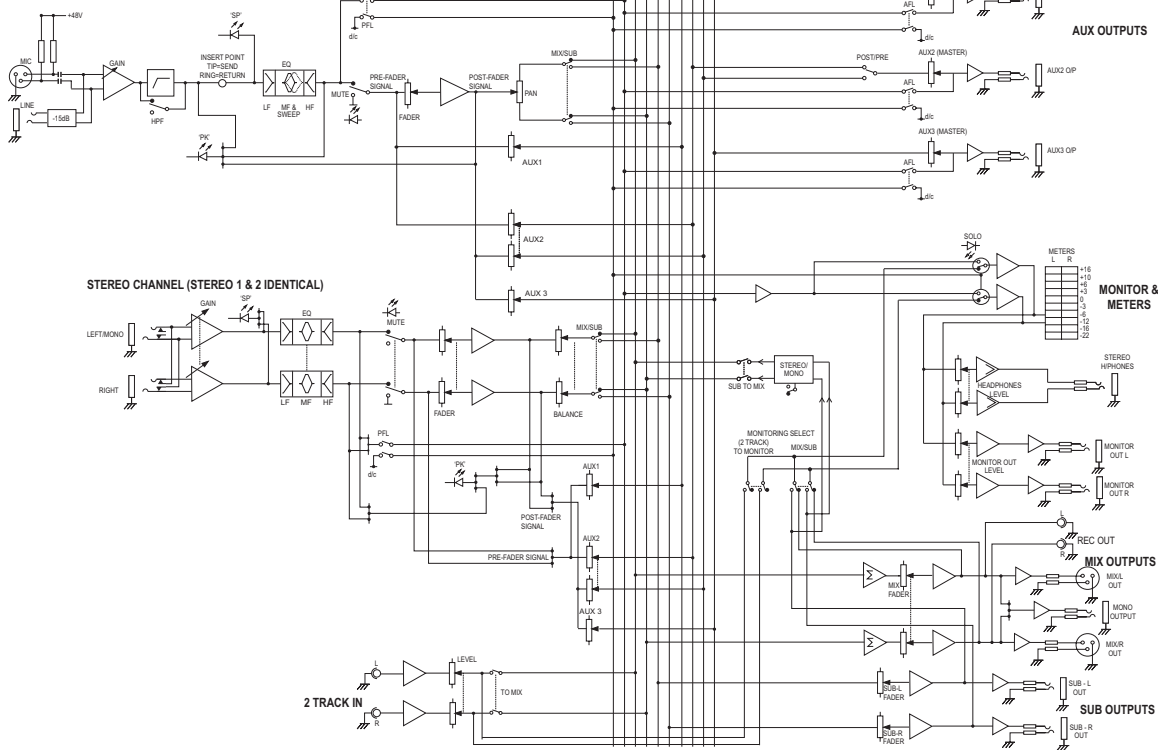 +48V
MIC
GAIN
LINE
-15dB
HPF
'SP'
INSERT POINT
TIP=SEND
RING=RETURN
'PK'
EQ
LF MF & HF
SWEEP
PFL
d/c
MUTE
PRE-FADER
SIGNAL
FADER
POST-FADER
SIGNAL
PAN
MIX/SUB
AUX1
AUX2
AUX 3
AFL
d/c
AUX OUTPUTS
POST/PRE
AUX2 (MASTER)
AUX2 O/P
AFL
d/c
AUX3 (MASTER)
AUX3 O/P
AFL
d/c
STEREO CHANNEL (STEREO 1 & 2 IDENTICAL)
GAIN
'SP'
LEFT/MONO
RIGHT
EQ
LF MF HF
MUTE
FADER
MIX/SUB
BALANCE
PFL
d/c
'PK'
POST-FADER
SIGNAL
PRE-FADER SIGNAL
AUX1
AUX2
AUX 3
SOLO
METERS
L R
+16
+10
+6
+3
0
-3
-6
-12
-16
-22
MONITOR &
METERS
STEREO/
MONO
SUB TO MIX
STEREO
H/PHONES
HEADPHONES
LEVEL
MONITORING SELECT
(2 TRACK) MIX/SUB
TO MONITOR
MONITOR OUT
LEVEL
MONITOR
OUT L
MONITOR
OUT R
L
R
REC OUT
MIX OUTPUTS
Σ
MIX
FADER
MIX/L
OUT
MONO
OUTPUT
Σ
MIX/R
OUT
2 TRACK IN
L
R
LEVEL
TO MIX
SUB-L
FADER
SUB - L
OUT
SUB OUTPUTS
SUB-R
FADER
SUB - R
OUT